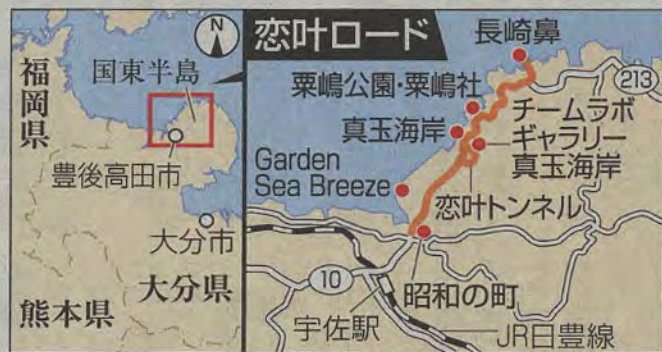 N
福岡県
国東半島
豊後高田市
大分市
大分県
熊本県
恋叶ロード
長崎鼻
粟嶋公園・粟嶋社
213
真玉海岸
チームラボ
ギャラリー
真玉海岸
Garden
Sea Breeze
恋叶トンネル
昭和の町
10
宇佐駅
JR日豊線